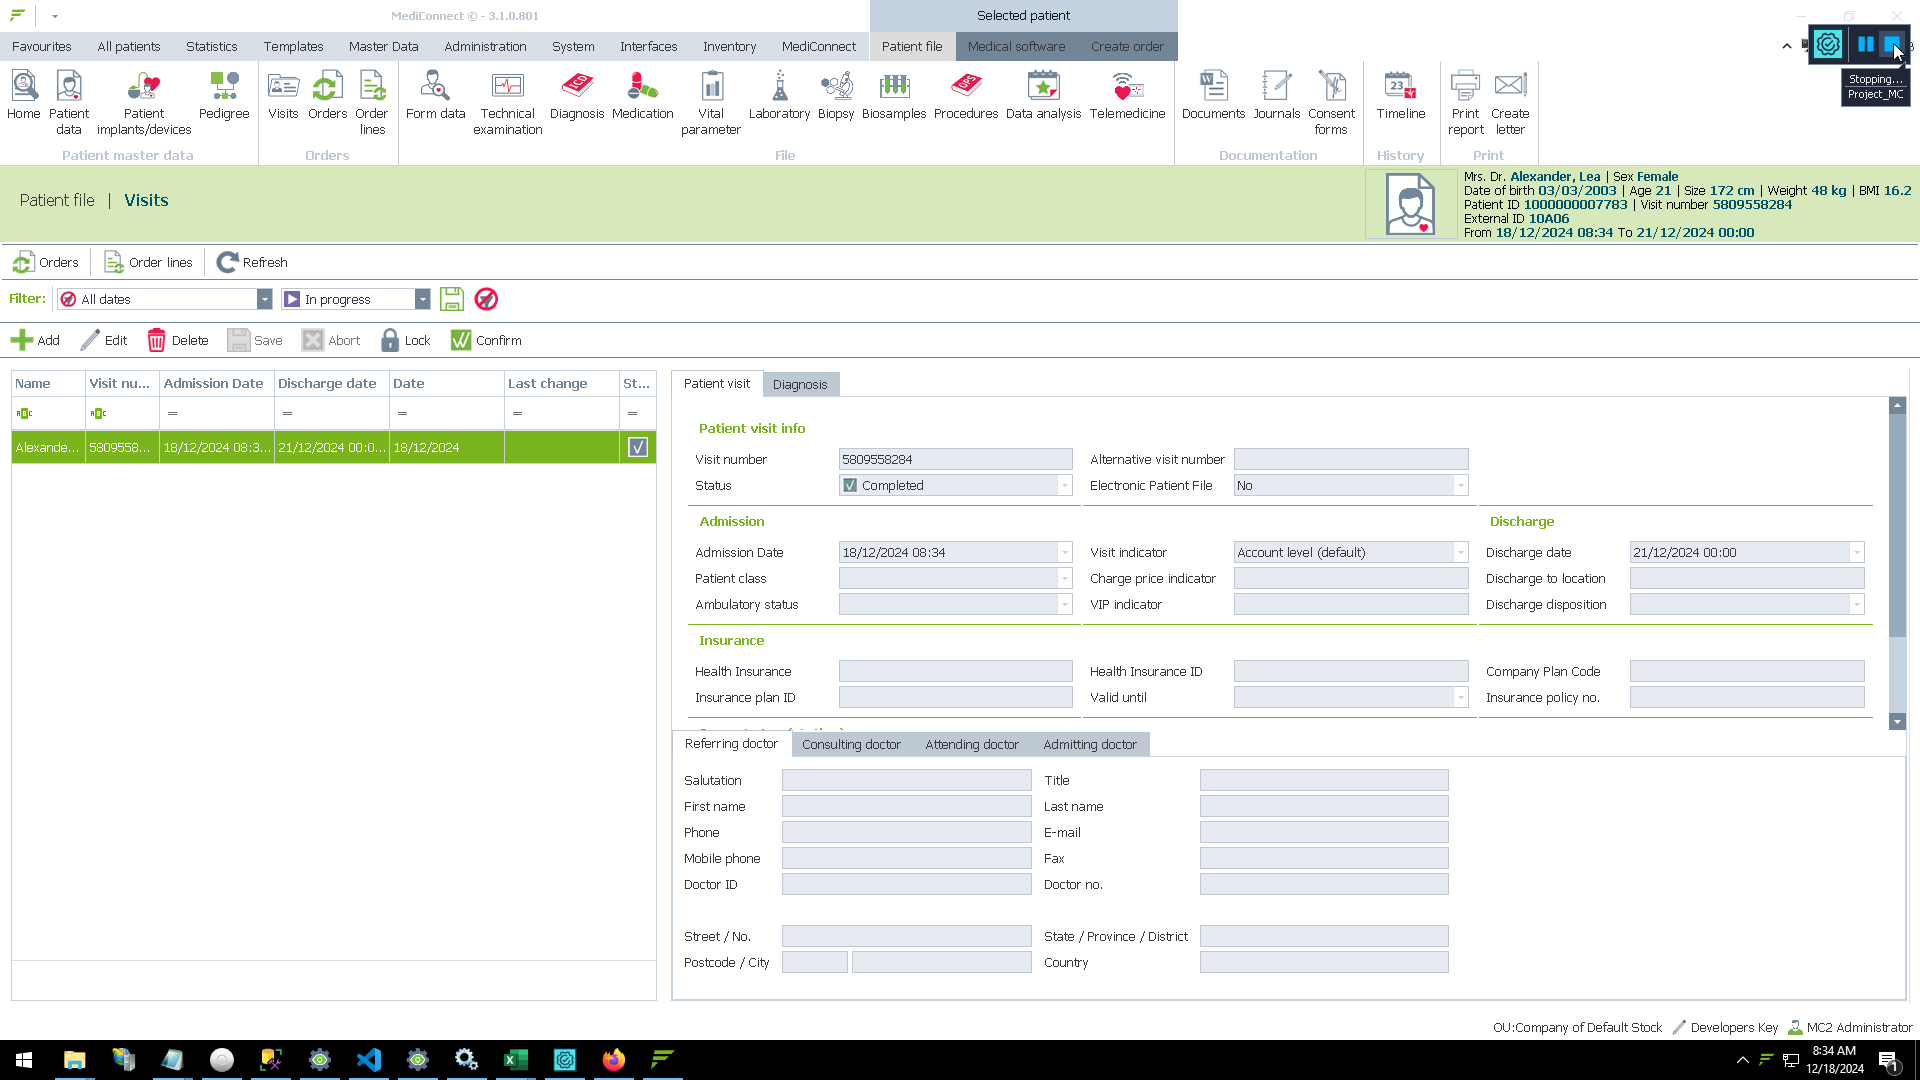 MediConnect © - 3.1.0.801
Selected patient
Favourites All patients Statistics Templates Master Data Administration System Interfaces Inventory MediConnect Patient file Medical software Create order
Stopping...
Project_MC
Home Patient data Patient implants/devices Pedigree Visits Orders Order lines Form data Technical examination Diagnosis Medication Vital parameter Laboratory Biopsy Biosamples Procedures Data analysis Telemedicine Documents Journals Consent forms Timeline Print report Create letter
Patient master data Orders File Documentation History Print
Patient file | Visits
Mrs. Dr. Alexander, Lea | Sex Female
Date of birth 03/03/2003 | Age 21 | Size 172 cm | Weight 48 kg | BMI 16.2
Patient ID 1000000007783 | Visit number 5809558284
External ID 10A06
From 18/12/2024 08:34 To 21/12/2024 00:00
Orders Order lines Refresh
Filter: All dates In progress
Add Edit Delete Save Abort Lock Confirm
Name Visit nu... Admission Date Discharge date Date Last change St...
Alexande... 5809558... 18/12/2024 08:3... 21/12/2024 00:0... 18/12/2024
Patient visit Diagnosis
Patient visit info
Visit number 5809558284 Alternative visit number
Status Completed Electronic Patient File No
Admission Discharge
Admission Date 18/12/2024 08:34 Visit indicator Account level (default) Discharge date 21/12/2024 00:00
Patient class Charge price indicator Discharge to location
Ambulatory status VIP indicator Discharge disposition
Insurance
Health Insurance Health Insurance ID Company Plan Code
Insurance plan ID Valid until Insurance policy no.
Referring doctor Consulting doctor Attending doctor Admitting doctor
Salutation Title
First name Last name
Phone E-mail
Mobile phone Fax
Doctor ID Doctor no.
Street / No. State / Province / District
Postcode / City Country
OU:Company of Default Stock Developers Key MC2 Administrator
8:34 AM
12/18/2024
1